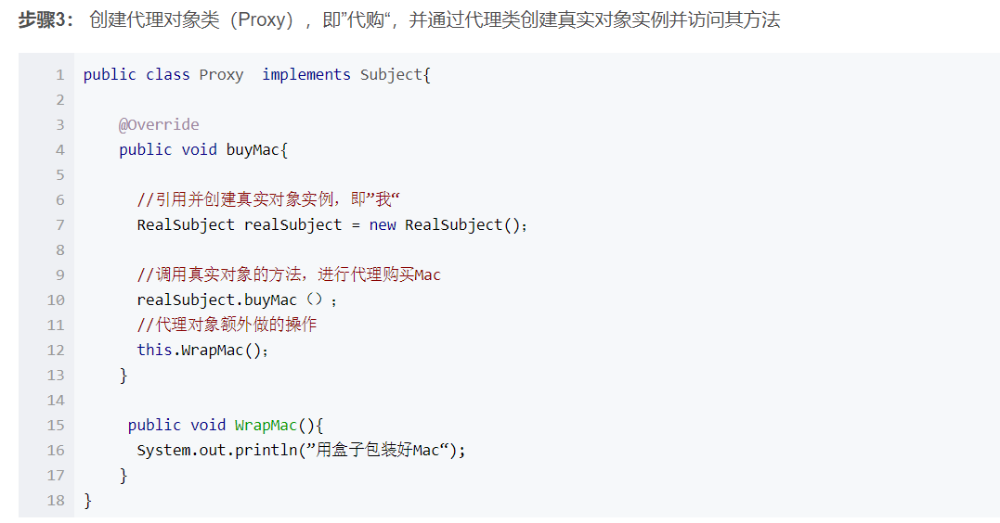 步骤3： 创建代理对象类（Proxy），即”代购“，并通过代理类创建真实对象实例并访问其方法
1 public class Proxy  implements Subject{
2
3     @Override
4     public void buyMac{
5
6       //引用并创建真实对象实例，即”我“
7       RealSubject realSubject = new RealSubject();
8
9       //调用真实对象的方法，进行代理购买Mac
10       realSubject.buyMac（）;
11       //代理对象额外做的操作
12       this.WrapMac();
13     }
14
15      public void WrapMac(){
16       System.out.println(”用盒子包装好Mac“);
17     }
18 }